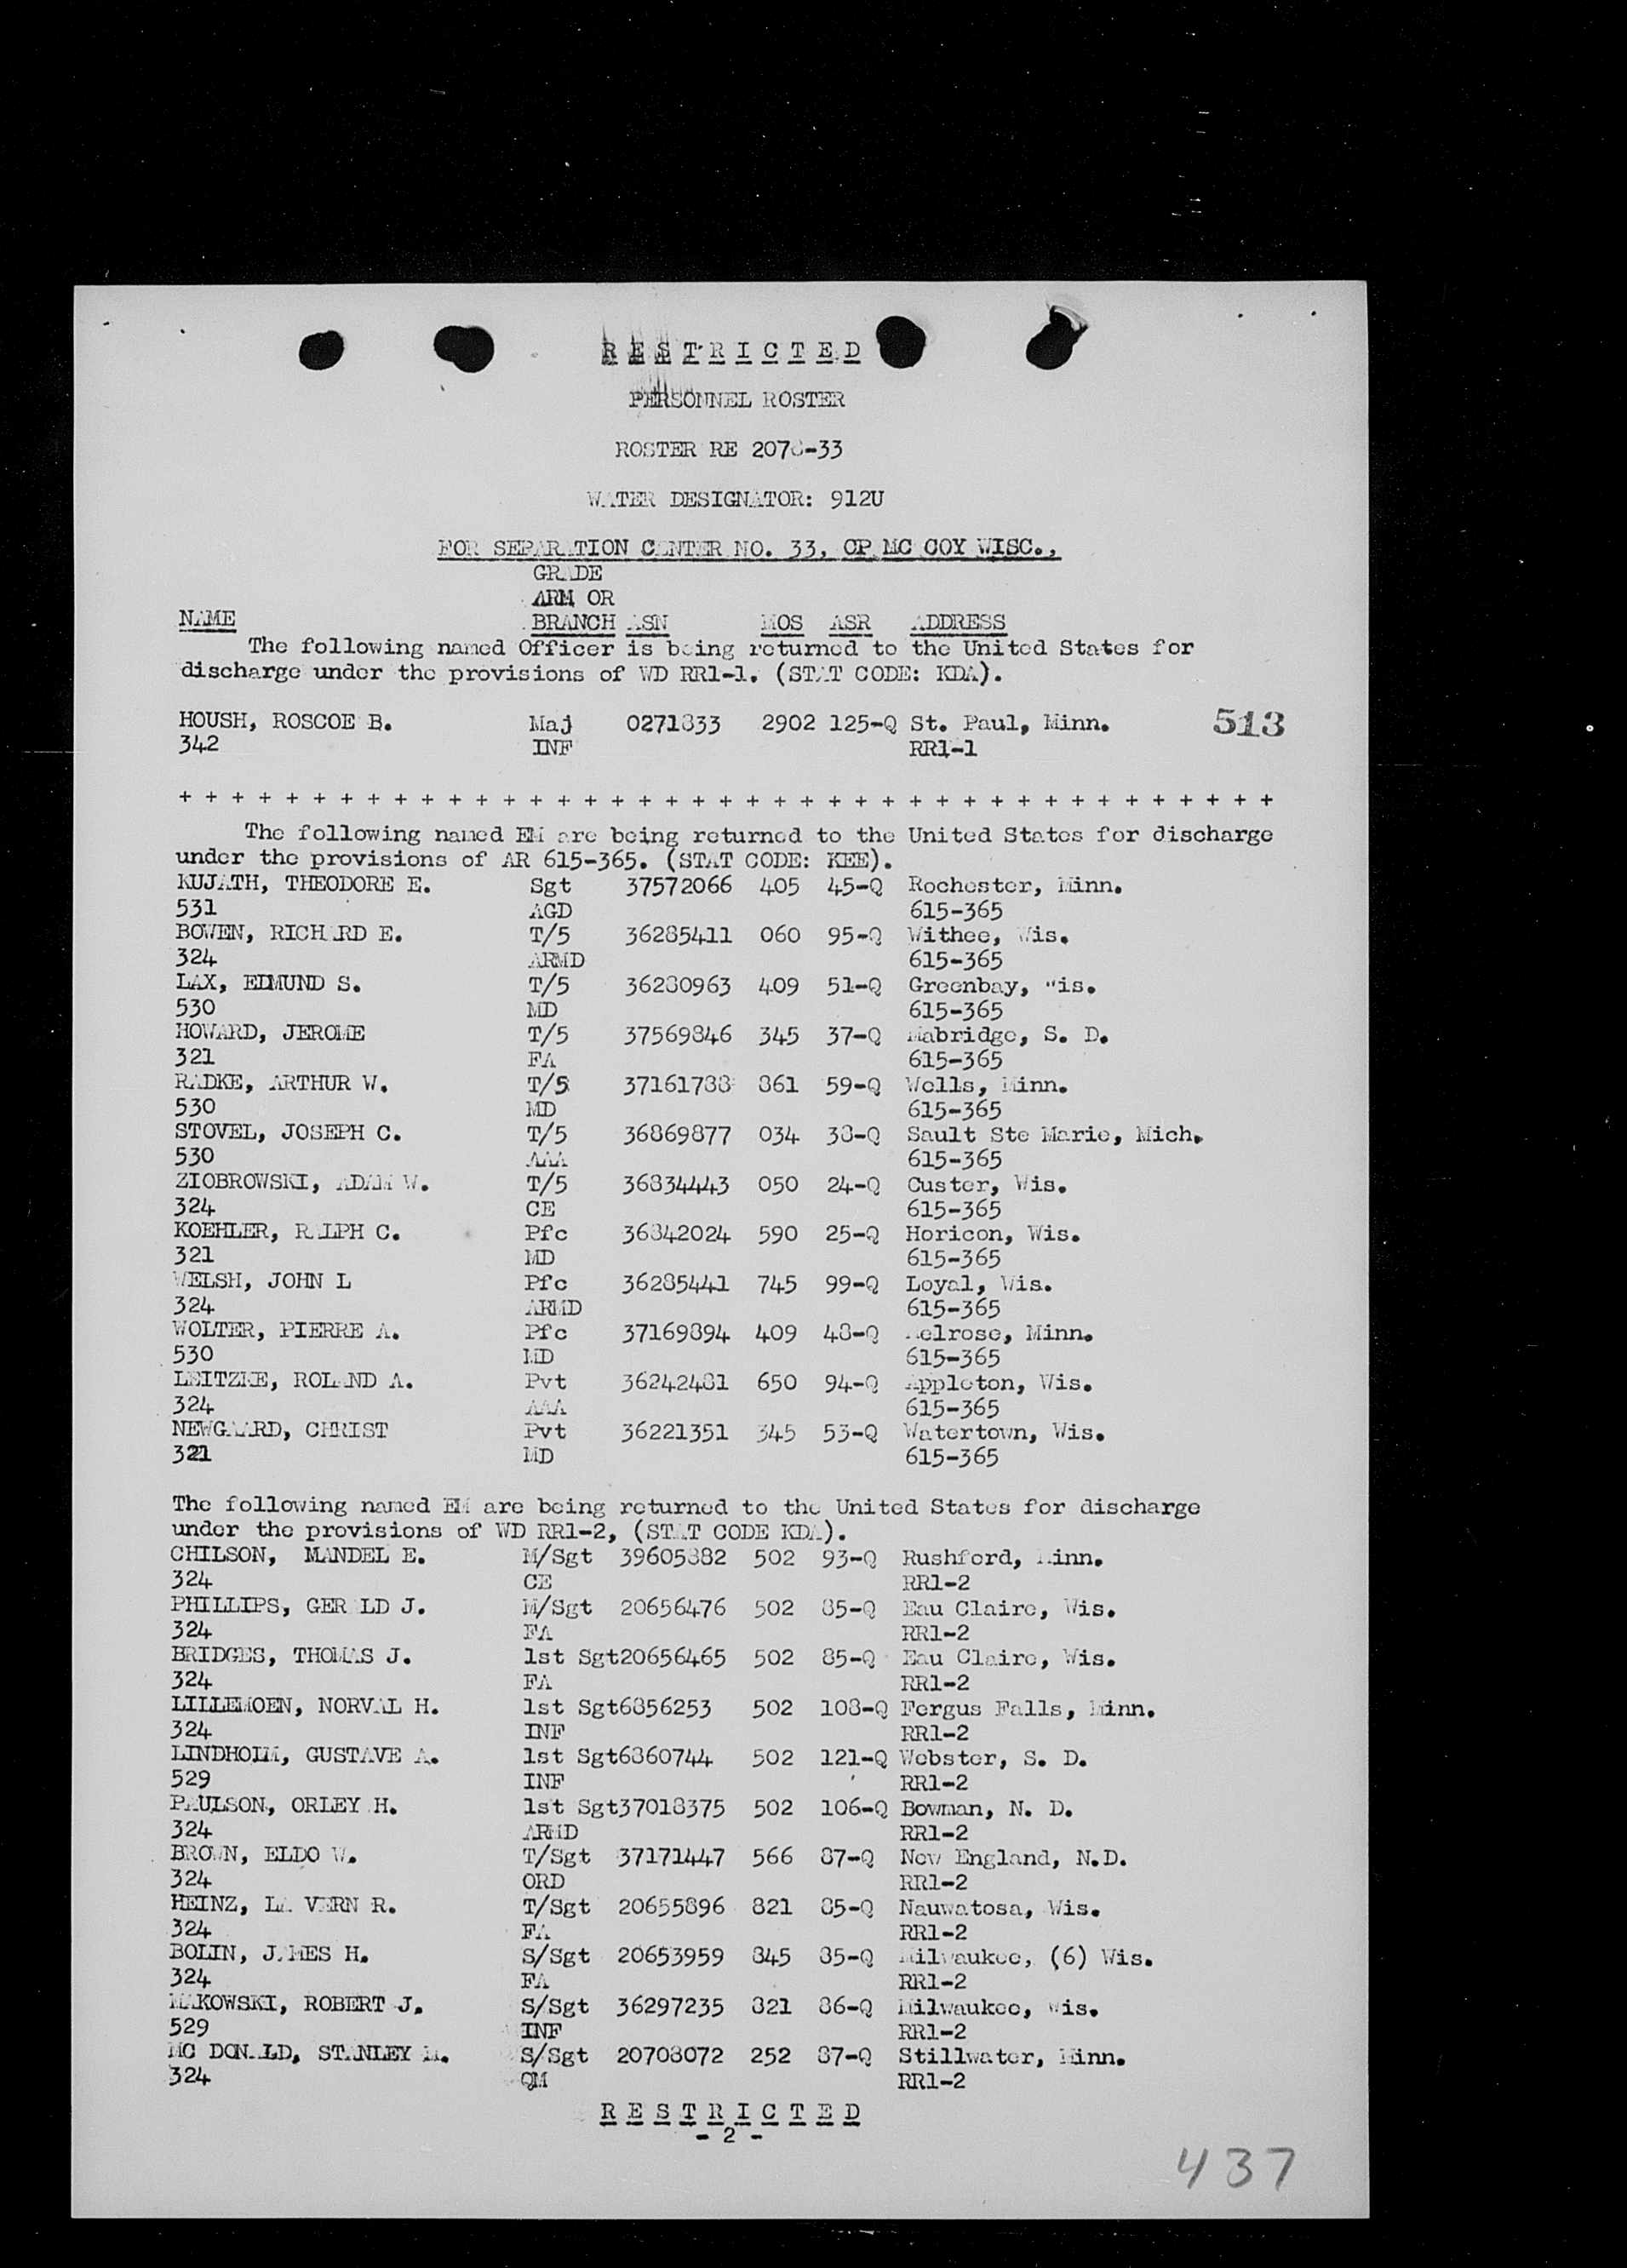 R E S T R I C T E D
PERSONNEL ROSTER
ROSTER RE 2078-33
WATER DESIGNATOR: 912U
FOR SEPARATION CENTER NO. 33, CP MC COY WISC.,
GRADE
ARM OR
NAME BRANCH ASN MOS ASR ADDRESS
The following named Officer is being returned to the United States for
discharge under the provisions of WD RR1-1. (STAT CODE: KDA).
HOUSH, ROSCOE B. Maj 0271833 2902 125-Q St. Paul, Minn. 513
342 INF RR1-1
+ + + + + + + + + + + + + + + + + + + + + + + + + + + + + + + + + + + + + + + + +
The following named EM are being returned to the United States for discharge
under the provisions of AR 615-365. (STAT CODE: KEE).
KUJATH, THEODORE E. Sgt 37572066 405 45-Q Rochester, Minn.
531 AGD 615-365
BOWEN, RICHARD E. T/5 36285411 060 95-Q Withee, Wis.
324 ARMD 615-365
LAX, EDMUND S. T/5 36280963 409 51-Q Greenbay, "is.
530 MD 615-365
HOWARD, JEROME T/5 37569846 345 37-Q Mabridge, S. D.
321 FA 615-365
RADKE, ARTHUR W. T/5 37161788 861 59-Q Wells, Minn.
530 MD 615-365
STOVEL, JOSEPH C. T/5 36869877 034 38-Q Sault Ste Marie, Mich.
530 AAA 615-365
ZIOBROWSKI, ADAM W. T/5 36834443 050 24-Q Custer, Wis.
324 CE 615-365
KOEHLER, RALPH C. Pfc 36842024 590 25-Q Horicon, Wis.
321 MD 615-365
WELSH, JOHN L Pfc 36285441 745 99-Q Loyal, Wis.
324 ARMD 615-365
WOLTER, PIERRE A. Pfc 37169894 409 48-Q Melrose, Minn.
530 MD 615-365
LEITZKE, ROLAND A. Pvt 36242481 650 94-Q Appleton, Wis.
324 AAA 615-365
NEWGAARD, CHRIST Pvt 36221351 345 53-Q Watertown, Wis.
321 MD 615-365
The following named EM are being returned to the United States for discharge
under the provisions of WD RR1-2, (STAT CODE KDA).
CHILSON, MANDEL E. M/Sgt 39605882 502 93-Q Rushford, Minn.
324 CE RR1-2
PHILLIPS, GERALD J. M/Sgt 20656476 502 85-Q Eau Claire, Wis.
324 FA RR1-2
BRIDGES, THOMAS J. 1st Sgt20656465 502 85-Q Eau Claire, Wis.
324 FA RR1-2
LILLEMOEN, NORVAL H. 1st Sgt6856253 502 108-Q Fergus Falls, Minn.
324 INF RR1-2
LINDHOLM, GUSTAVE A. 1st Sgt6860744 502 121-Q Webster, S. D.
529 INF RR1-2
PAULSON, ORLEY H. 1st Sgt37018375 502 106-Q Bowman, N. D.
324 ARMD RR1-2
BROWN, ELDO W. T/Sgt 37171447 566 87-Q New England, N.D.
324 ORD RR1-2
HEINZ, LA VERN R. T/Sgt 20655896 821 85-Q Nauwatosa, Wis.
324 FA RR1-2
BOLIN, JAMES H. S/Sgt 20653959 845 85-Q Milwaukee, (6) Wis.
324 FA RR1-2
MAKOWSKI, ROBERT J. S/Sgt 36297235 821 86-Q Milwaukee, Wis.
529 INF RR1-2
MC DONALD, STANLEY M. S/Sgt 20708072 252 87-Q Stillwater, Minn.
324 QM RR1-2
R E S T R I C T E D
- 2 -
437